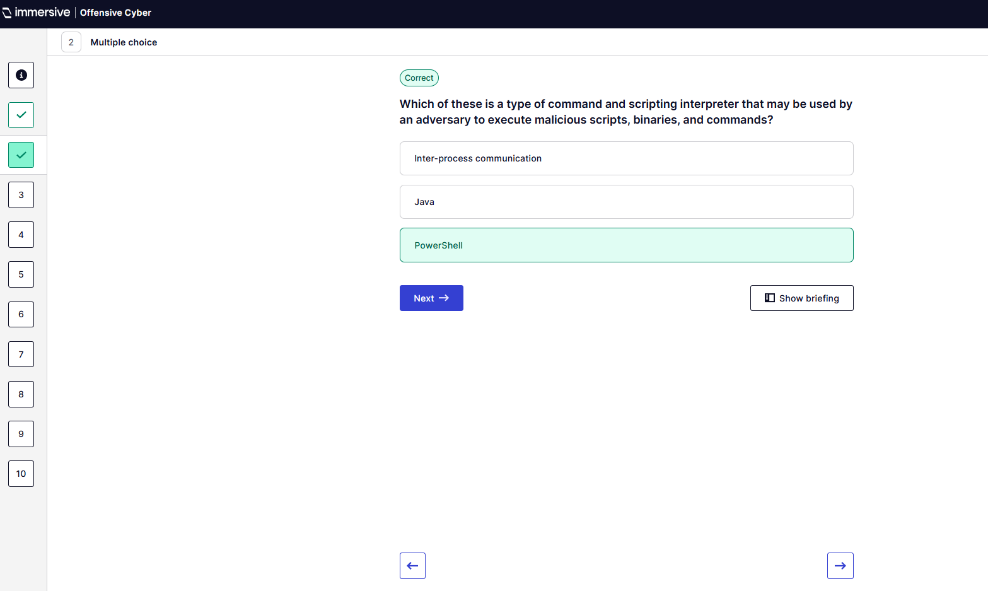 immersive | Offensive Cyber
2 Multiple choice
Correct
Which of these is a type of command and scripting interpreter that may be used by
an adversary to execute malicious scripts, binaries, and commands?
Inter-process communication
Java
PowerShell
Next →
Show briefing
3
4
5
6
7
8
9
10